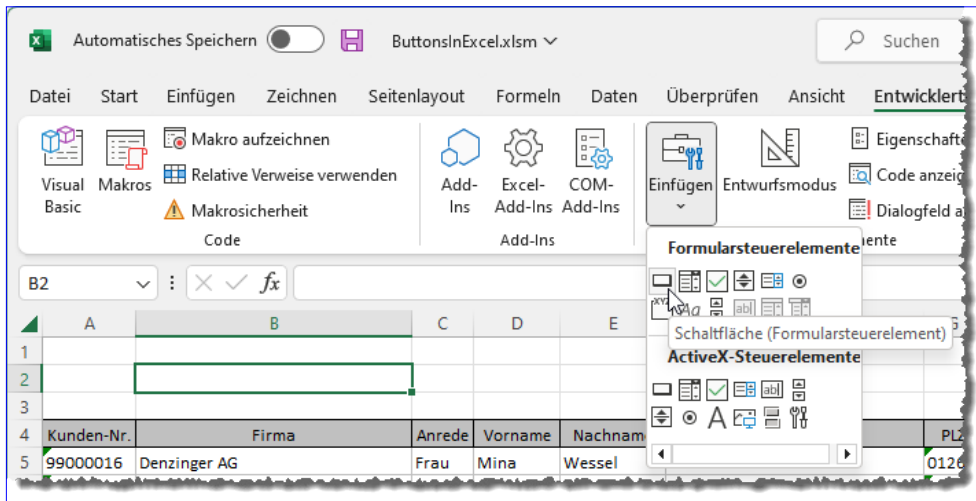 Automatisches Speichern ButtonsInExcel.xlsm Suchen
Datei Start Einfügen Zeichnen Seitenlayout Formeln Daten Überprüfen Ansicht Entwicklert
Makro aufzeichnen
Relative Verweise verwenden
Makrosicherheit
Visual Basic
Makros
Code
Add-Ins
Excel-Add-Ins
COM-Add-Ins
Add-Ins
Einfügen
Entwurfsmodus
Eigenschafte
Code anzeig
Dialogfeld a
ente
Formularsteuerelemente
Aa
Schaltfläche (Formularsteuerelement)
ActiveX-Steuerelemente
B2 fx
A B C D E
1
2
3
4 Kunden-Nr. Firma Anrede Vorname Nachnam PLZ
5 99000016 Denzinger AG Frau Mina Wessel 0126